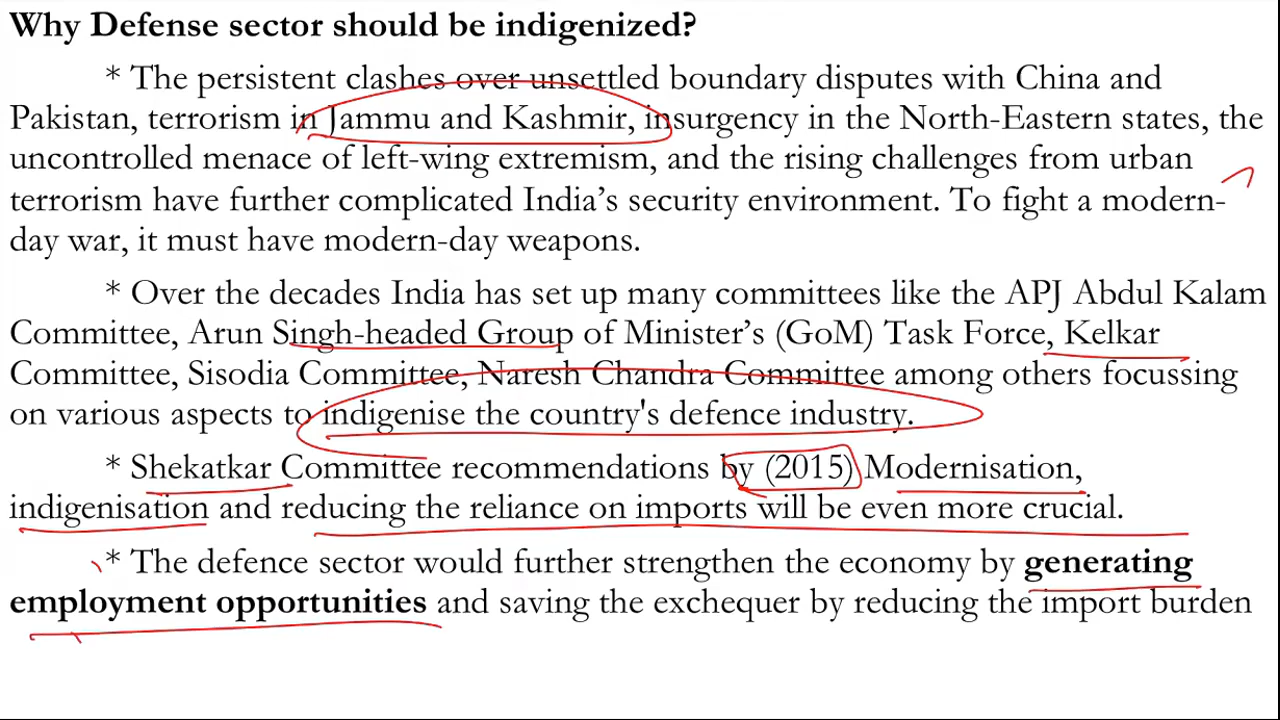 Why Defense sector should be indigenized?
* The persistent clashes over unsettled boundary disputes with China and
Pakistan, terrorism in Jammu and Kashmir, insurgency in the North-Eastern states, the
uncontrolled menace of left-wing extremism, and the rising challenges from urban
terrorism have further complicated India’s security environment. To fight a modern-
day war, it must have modern-day weapons.
* Over the decades India has set up many committees like the APJ Abdul Kalam
Committee, Arun Singh-headed Group of Minister’s (GoM) Task Force, Kelkar
Committee, Sisodia Committee, Naresh Chandra Committee among others focussing
on various aspects to indigenise the country's defence industry.
* Shekatkar Committee recommendations by (2015) Modernisation,
indigenisation and reducing the reliance on imports will be even more crucial.
* The defence sector would further strengthen the economy by generating
employment opportunities and saving the exchequer by reducing the import burden